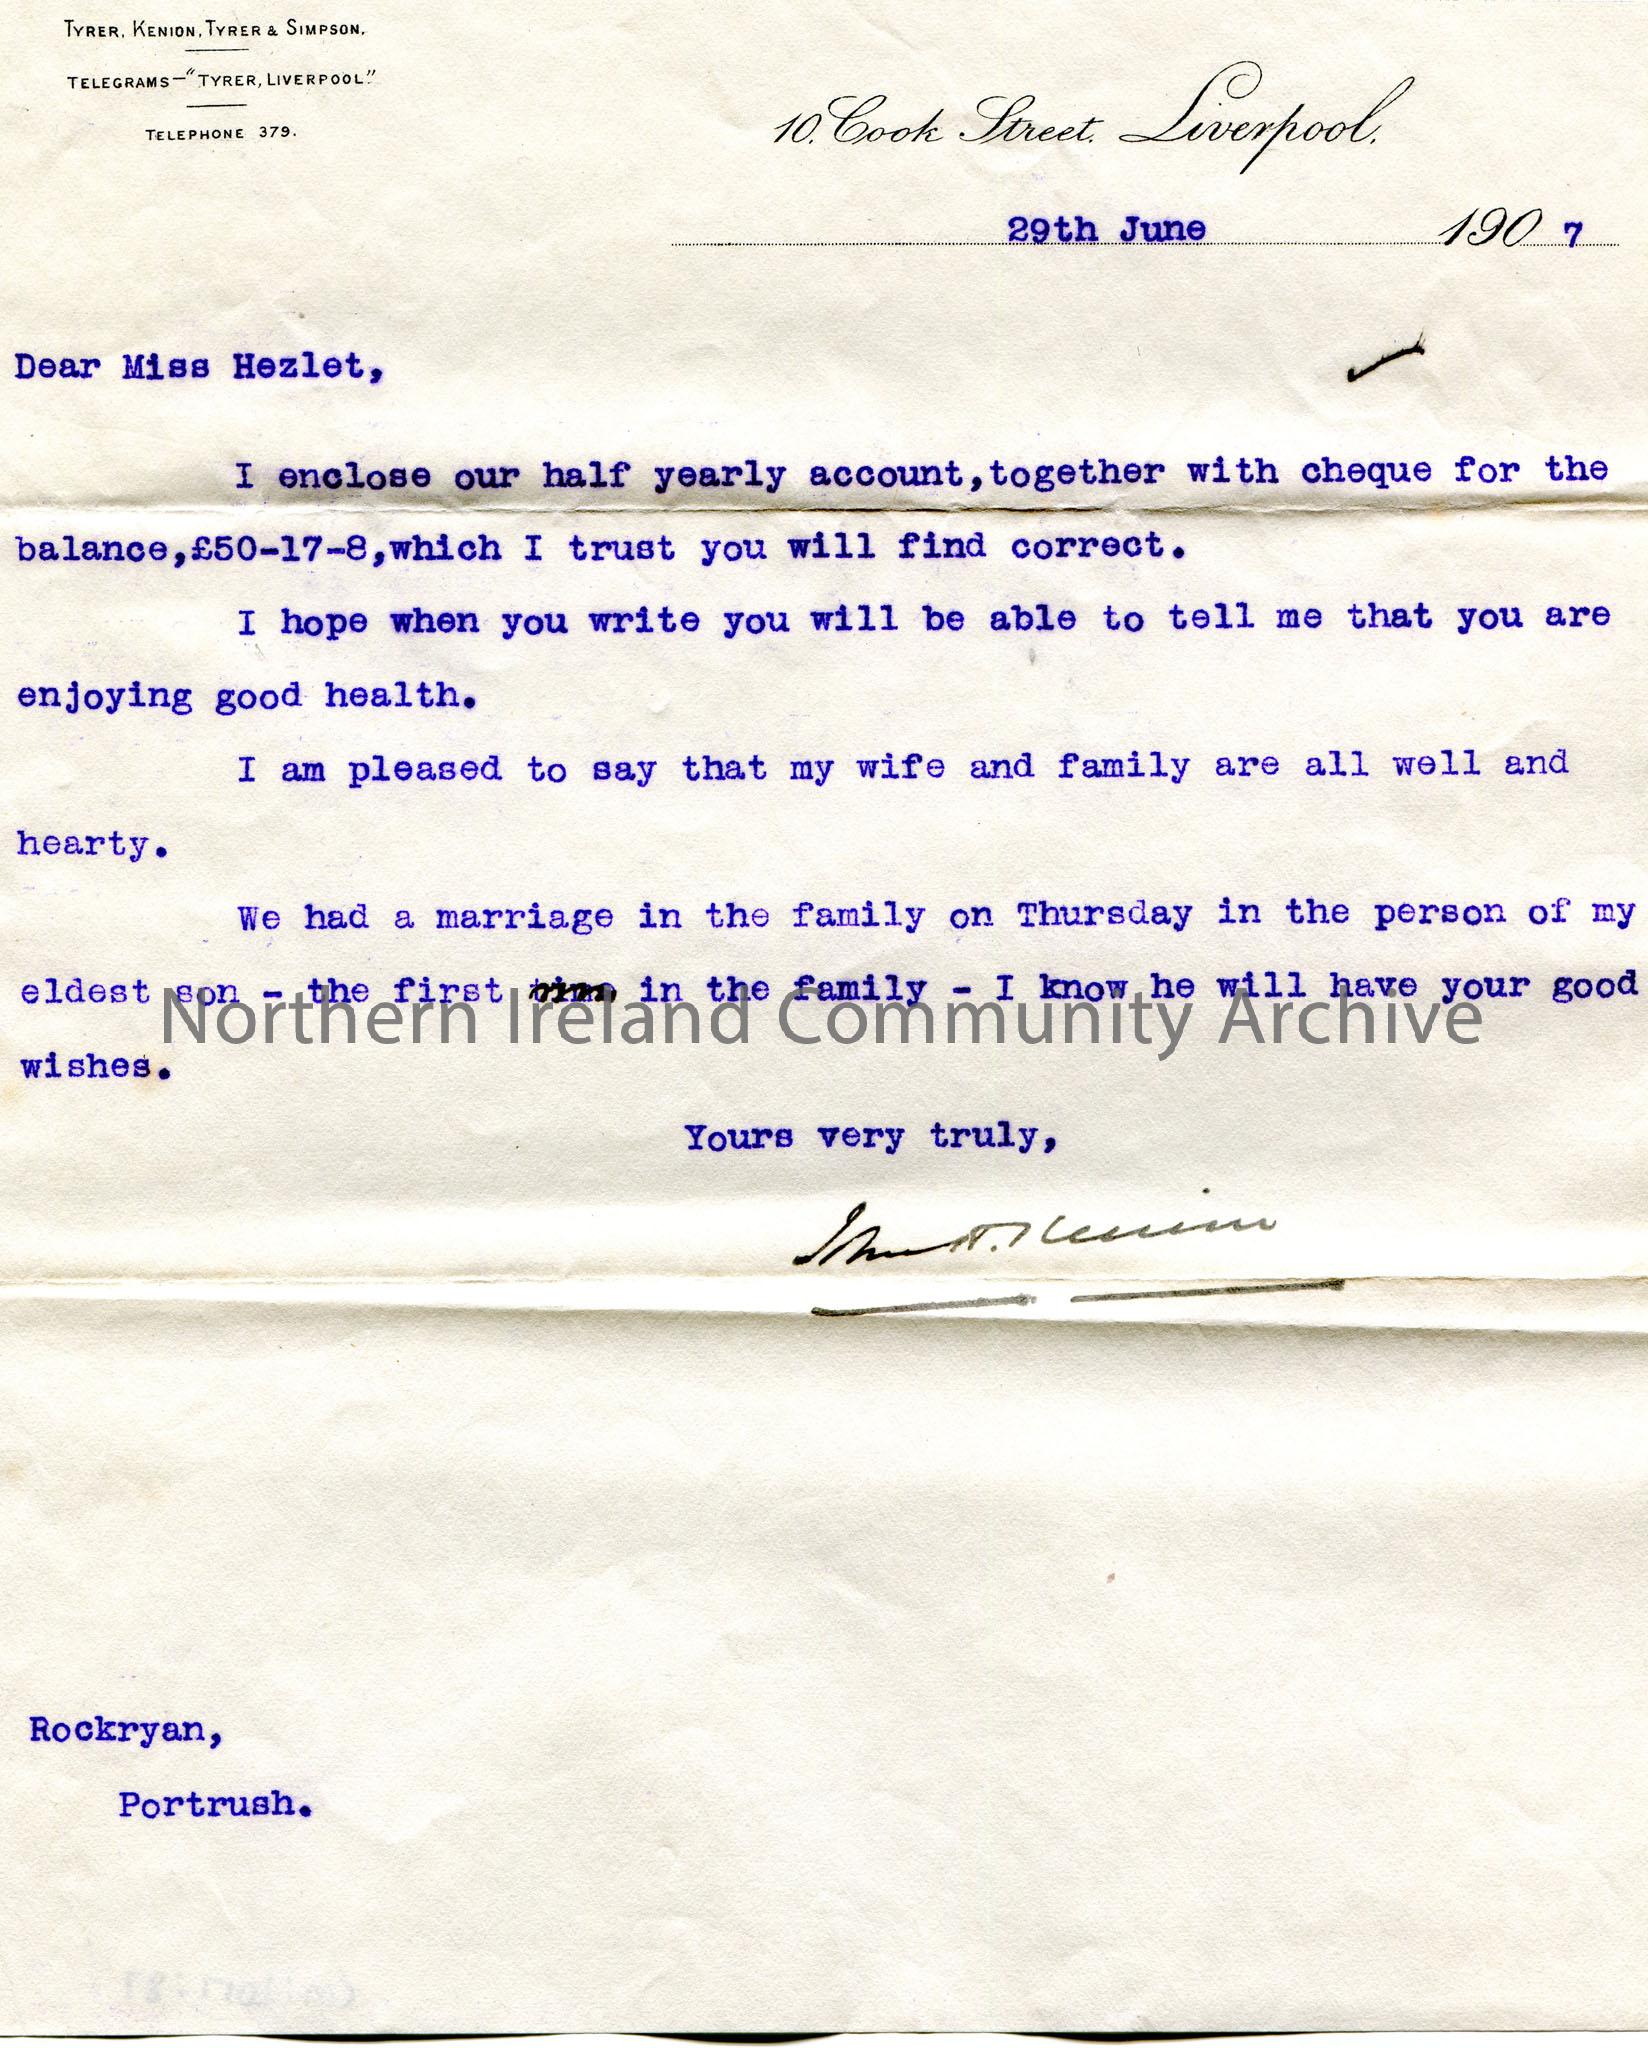 TYRER, KENION, TYRER & SIMPSON.
TELEGRAMS—"TYRER, LIVERPOOL."
TELEPHONE 379.
10, Cook Street. Liverpool.
29th June 1907
Dear Miss Hezlet,
I enclose our half yearly account,together with cheque for the
balance,£50-17-8,which I trust you will find correct.
I hope when you write you will be able to tell me that you are
enjoying good health.
I am pleased to say that my wife and family are all well and
hearty.
We had a marriage in the family on Thursday in the person of my
eldest son - the first in the family - I know he will have your good
Northern Ireland Community Archive
wishes.
Yours very truly,
John Kenion
Rockryan,
Portrush.